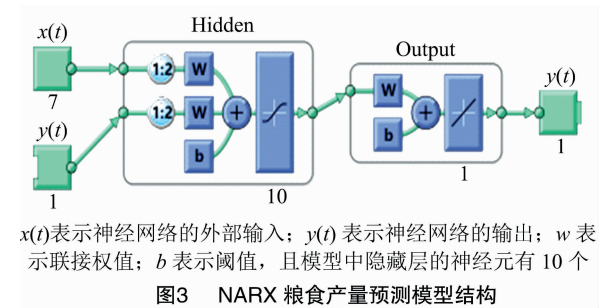 Hidden
x(t)
Output
1:2
W
W
y(t)
7
1:2
W
b
y(t)
b
1
1
10
1
x(t)表示神经网络的外部输入；y(t) 表示神经网络的输出；w 表
示联接权值；b 表示阈值，且模型中隐藏层的神经元有 10 个
图3 NARX 粮食产量预测模型结构